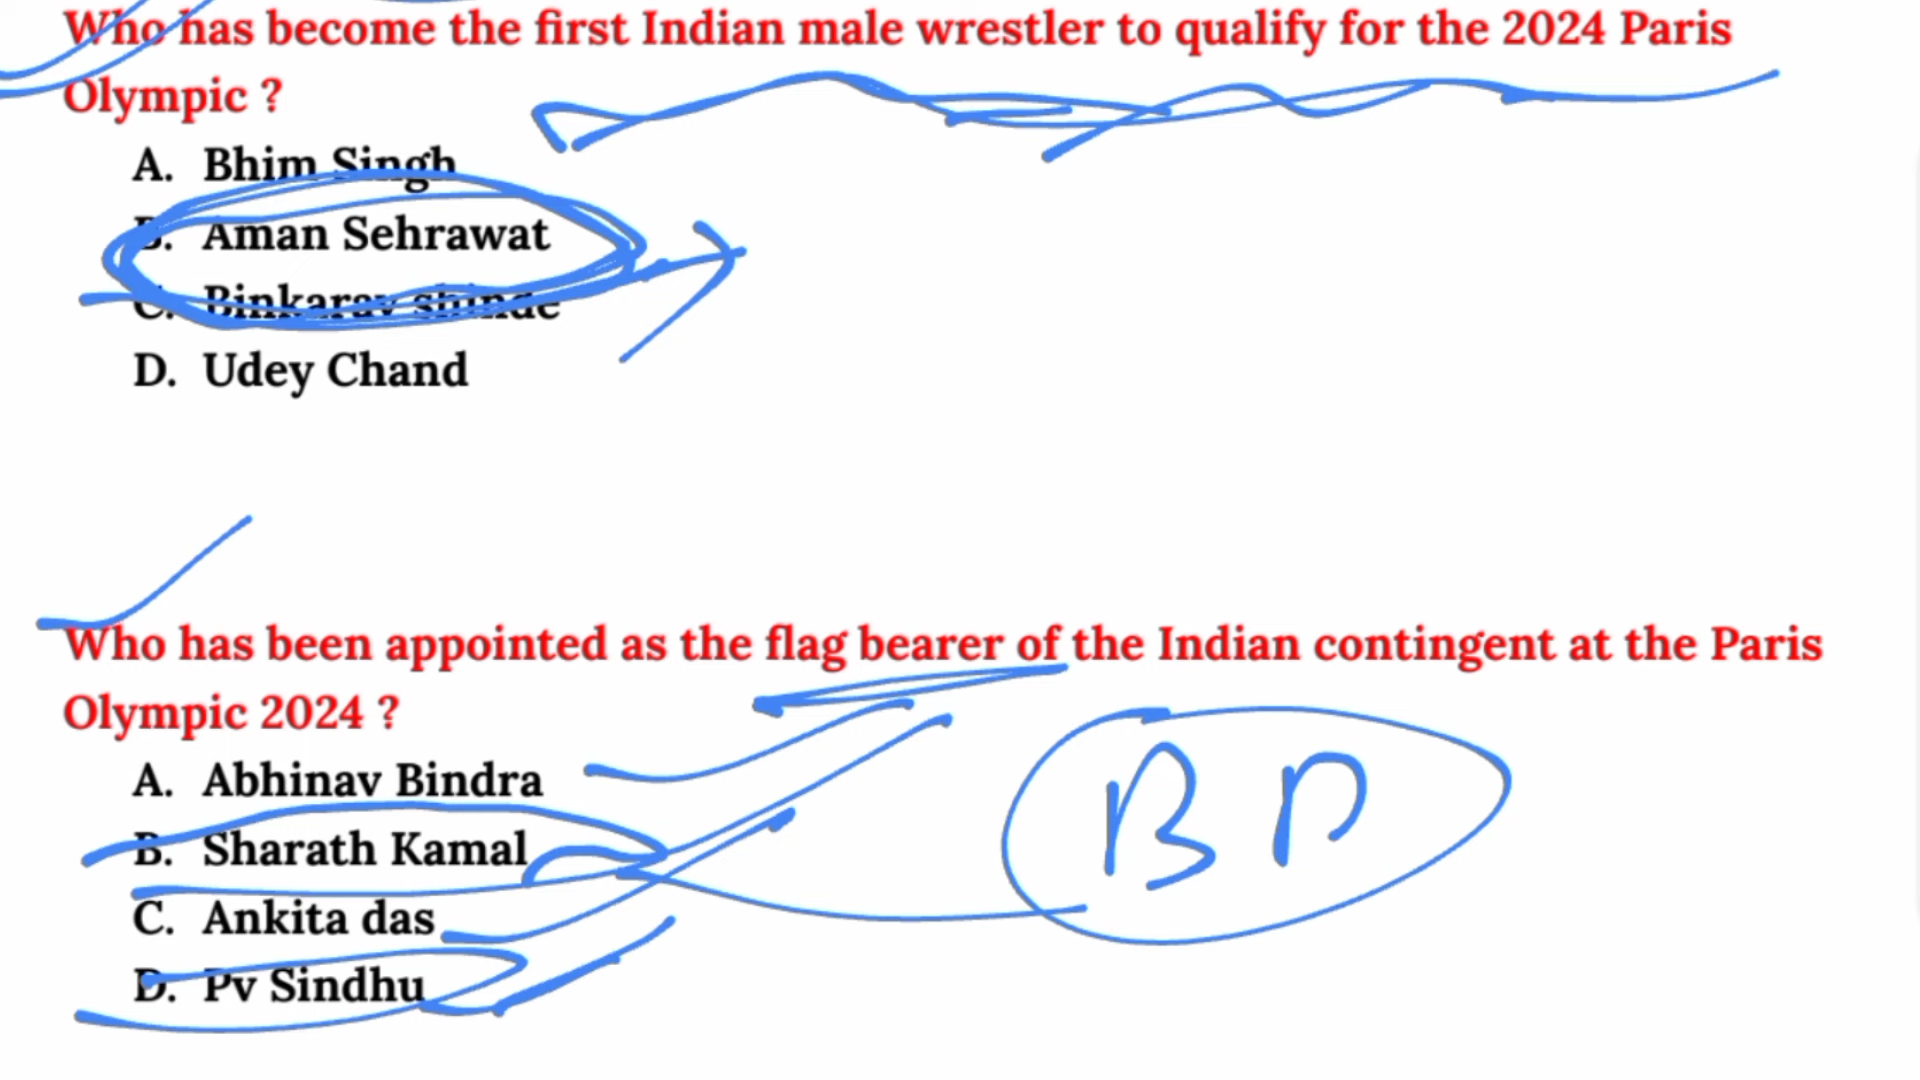 Who has become the first Indian male wrestler to qualify for the 2024 Paris
Olympic ?
A. Bhim Singh
B. Aman Sehrawat
C. Binkarav shinde
D. Udey Chand
Who has been appointed as the flag bearer of the Indian contingent at the Paris
Olympic 2024 ?
A. Abhinav Bindra
B. Sharath Kamal
B D
C. Ankita das
D. Pv Sindhu